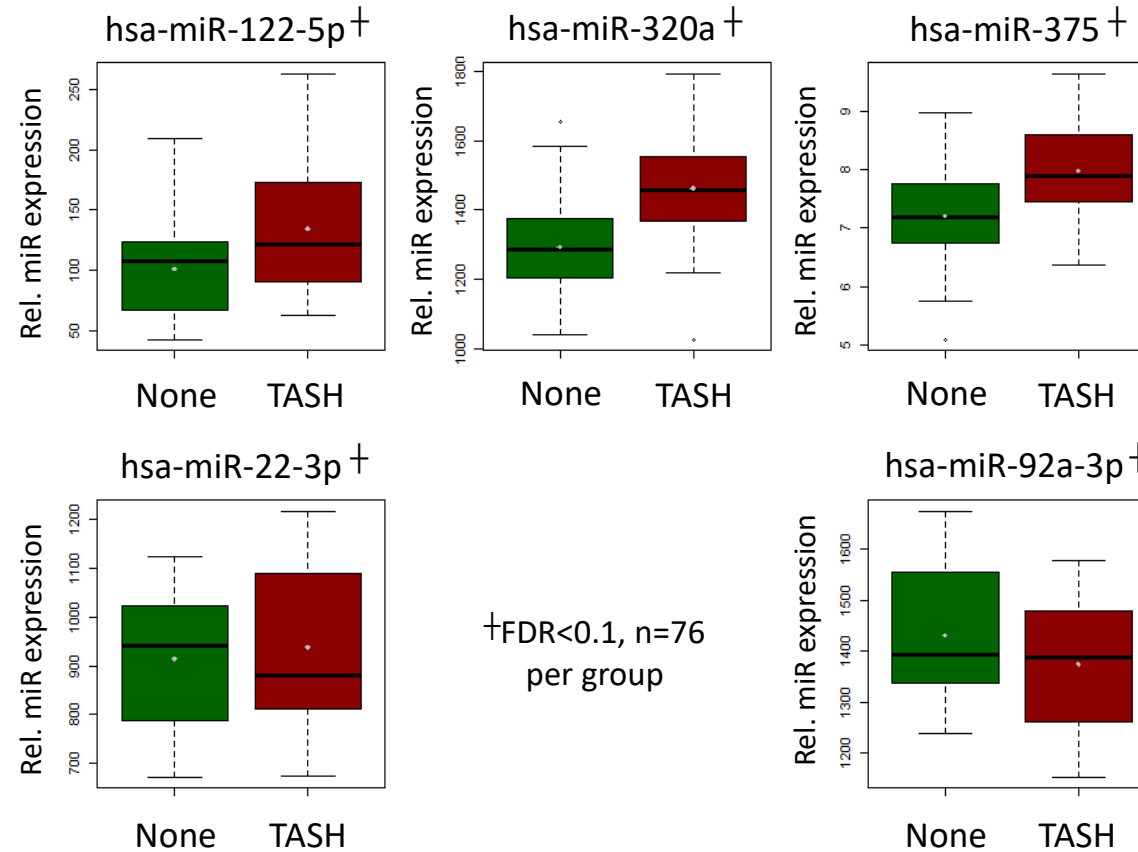 hsa-miR-122-5p ┼
hsa-miR-320a ┼
hsa-miR-375 ┼
Rel. miR expression
250
200
150
100
50
None TASH
Rel. miR expression
1800
1600
1400
1200
1000
None TASH
Rel. miR expression
9
8
7
6
5
None TASH
hsa-miR-22-3p ┼
hsa-miR-92a-3p ┼
Rel. miR expression
1200
1100
1000
900
800
700
None TASH
┼FDR<0.1, n=76
per group
Rel. miR expression
1600
1500
1400
1300
1200
None TASH